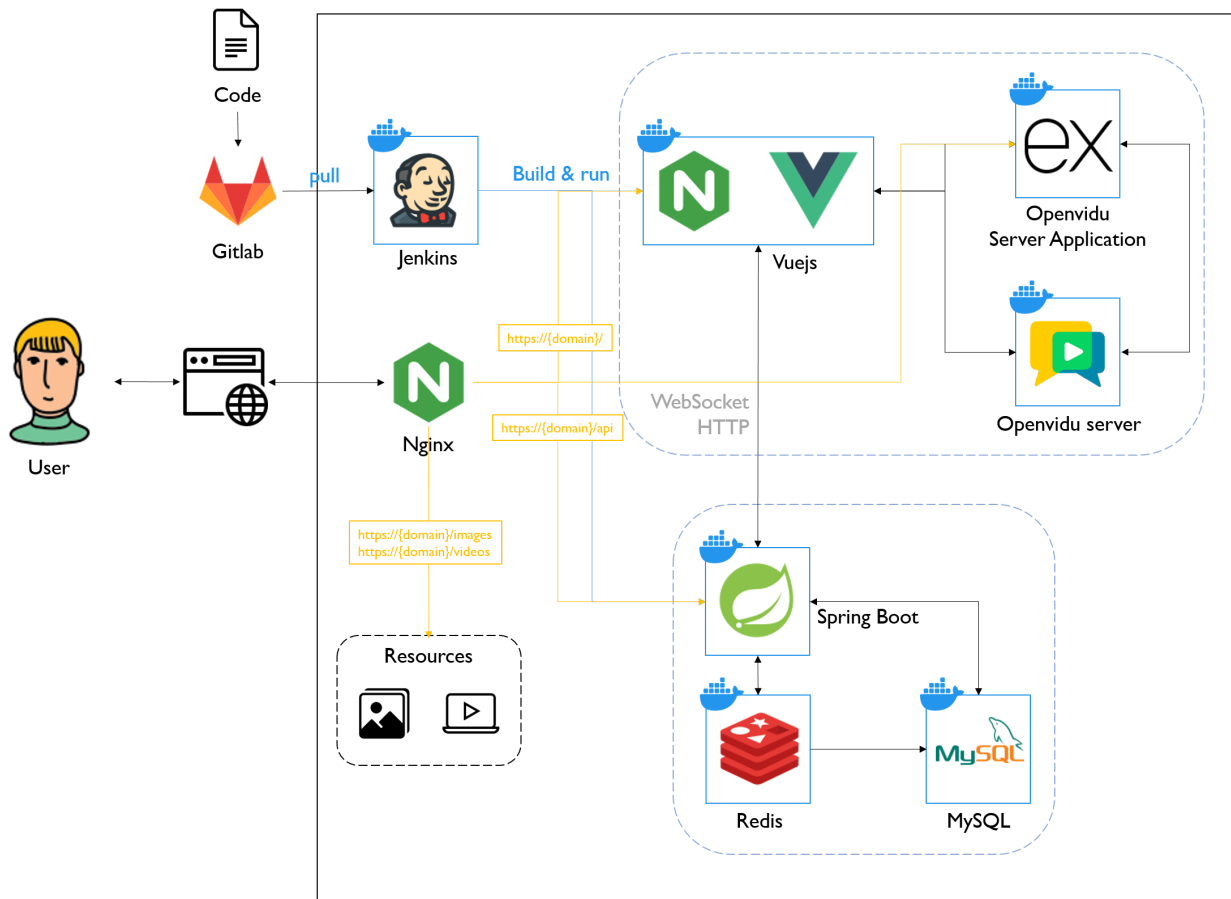 Code
pull
Gitlab
Jenkins
Build & run
Vuejs
ex
Openvidu
Server Application
Openvidu server
User
Nginx
https://{domain}/
https://{domain}/api
https://{domain}/images
https://{domain}/videos
WebSocket
HTTP
Resources
Spring Boot
Redis
MySQL
MySQL